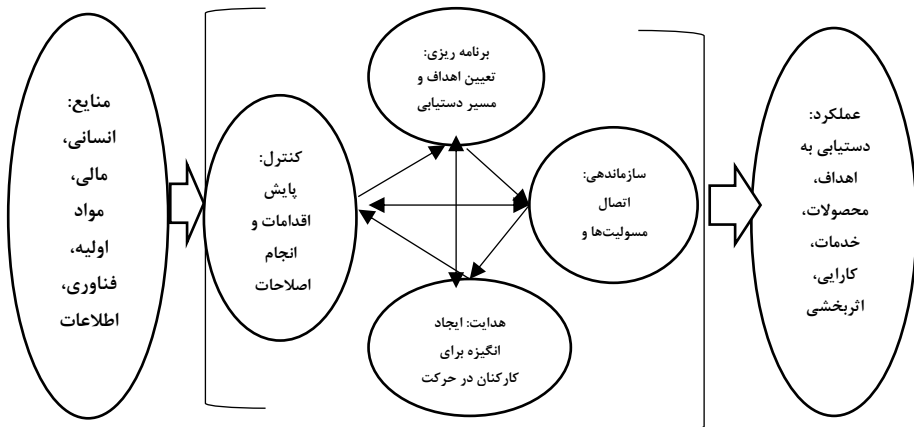 منابع:
انسانی،
مالی،
مواد
اولیه،
فناوری،
اطلاعات
برنامه ریزی:
تعیین اهداف و
مسیر دستیابی
سازماندهی:
اتصال
مسولیت‌ها و
هدایت: ایجاد
انگیزه برای
کارکنان در حرکت
کنترل:
پایش
اقدامات و
انجام
اصلاحات
عملکرد:
دستیابی به
اهداف،
محصولات،
خدمات،
کارایی،
اثربخشی